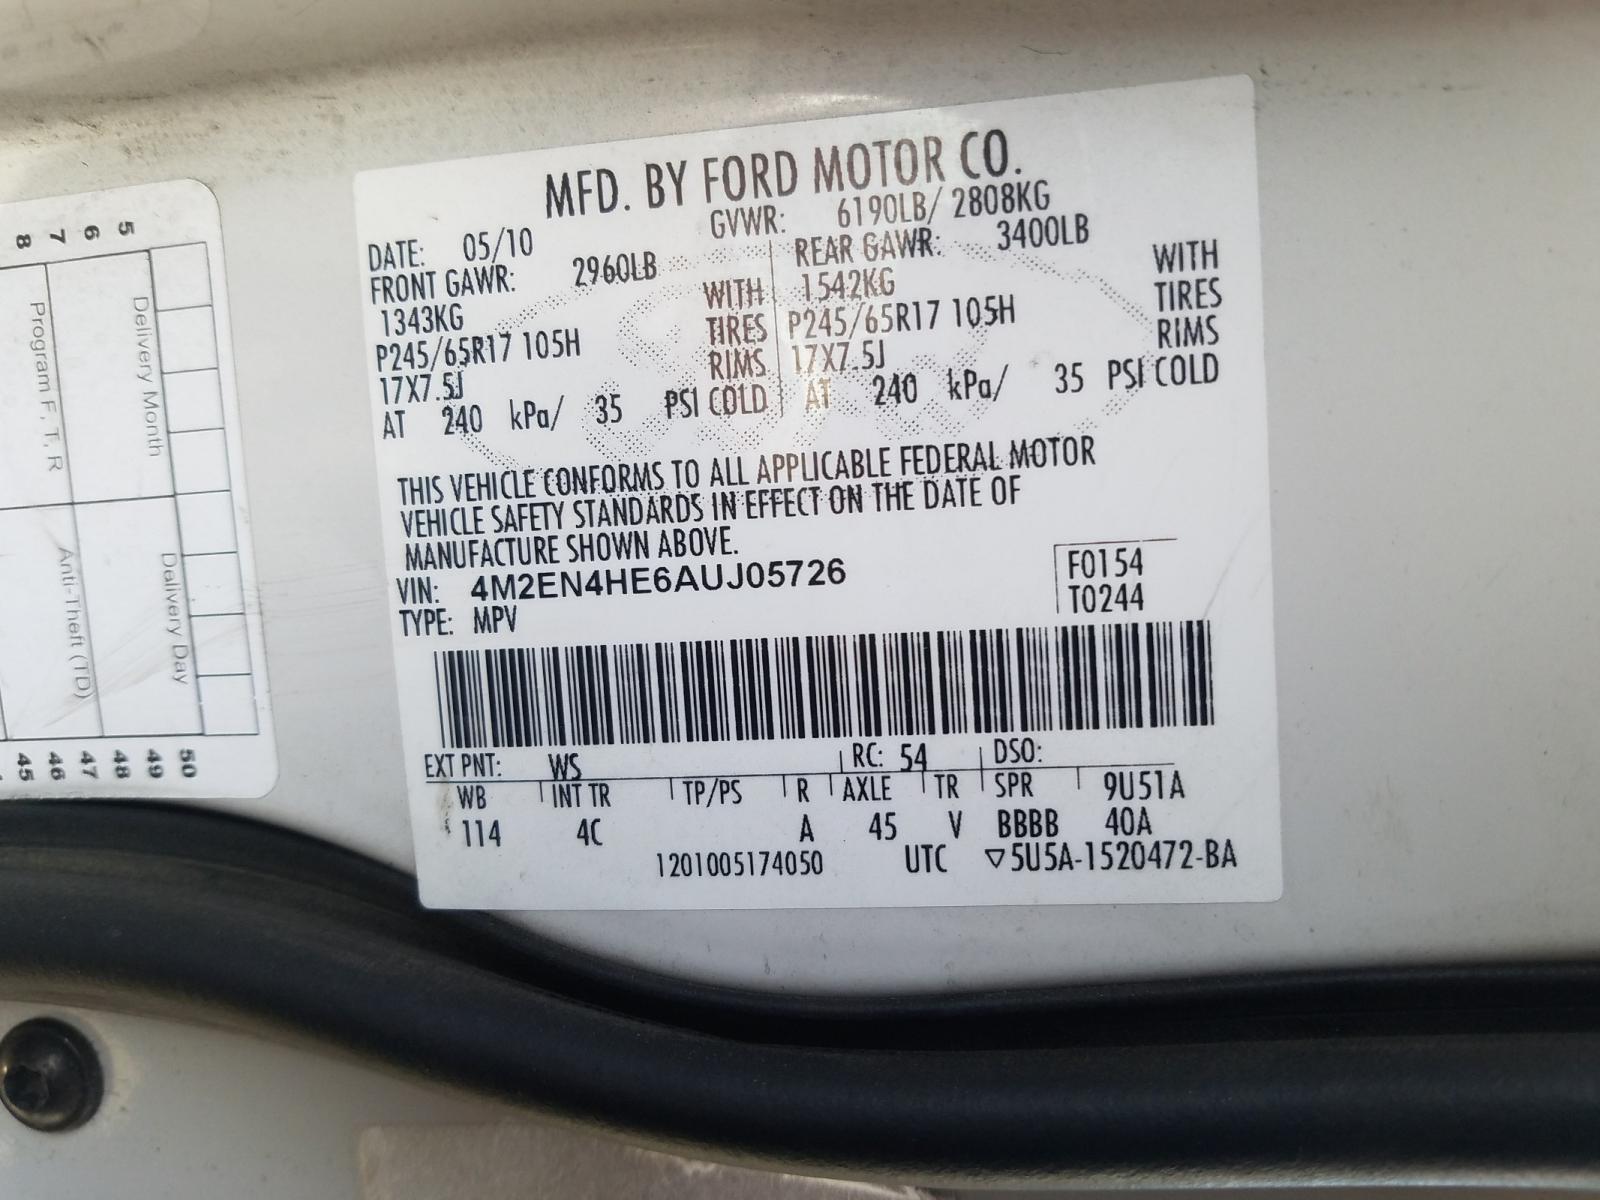 MFD. BY FORD MOTOR CO.
DATE: 05/10 GVWR: 6190LB/ 2808KG
FRONT GAWR: 2960LB REAR GAWR: 3400LB
1343KG WITH 1542KG WITH
P245/65R17 105H TIRES P245/65R17 105H TIRES
17X7.5J RIMS 17X7.5J RIMS
AT 240 kPa/ 35 PSI COLD AT 240 kPa/ 35 PSI COLD
THIS VEHICLE CONFORMS TO ALL APPLICABLE FEDERAL MOTOR
VEHICLE SAFETY STANDARDS IN EFFECT ON THE DATE OF
MANUFACTURE SHOWN ABOVE.
VIN: 4M2EN4HE6AUJ05726
TYPE: MPV
F0154
T0244
EXT PNT: WS RC: 54 DSO:
WB INT TR TP/PS R AXLE TR SPR 9U51A
114 4C A 45 V BBBB 40A
1201005174050 UTC ▽5U5A-1520472-BA
5 6 7 8
Delivery Month
Program F, T, R
Delivery Day
Anti-Theft (TD)
50 49 48 47 46 45